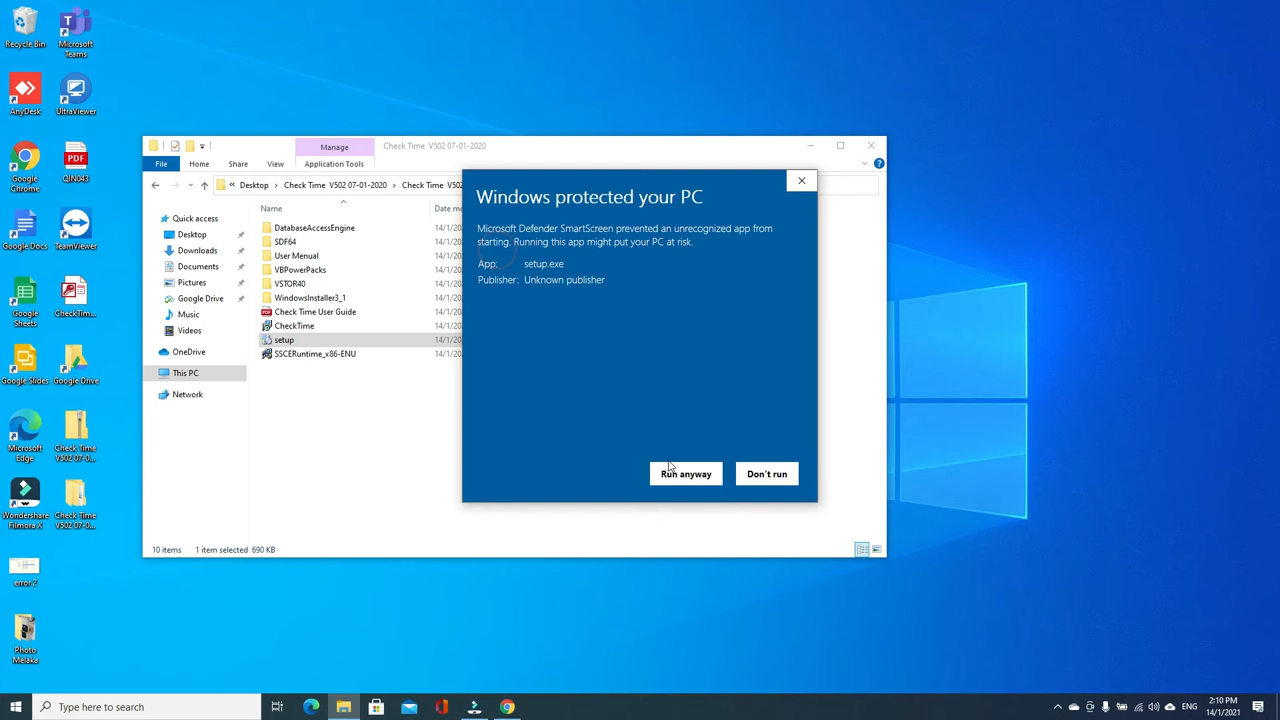 Recycle Bin
Microsoft
Teams
AnyDesk
UltraViewer
Google
Chrome
QIN043
Google Docs
TeamViewer
Google
Sheets
CheckTim...
Google Slides
Google Drive
Microsoft
Edge
Check Time
V502 07-0...
Wondershare
Filmora X
Check Time
V502 07-0...
error 2
Photo
Melaka
Manage
Check Time V502 07-01-2020
File
Home
Share
View
Application Tools
« Desktop > Check Time V502 07-01-2020 > Check Time V502
Quick access
Desktop
Downloads
Documents
Pictures
Google Drive
Music
Videos
OneDrive
This PC
Network
Name
Date mo
DatabaseAccessEngine
14/1/20
SDF64
14/1/20
User Manual
14/1/20
VBPowerPacks
14/1/20
VSTOR40
14/1/20
WindowsInstaller3_1
14/1/20
Check Time User Guide
14/1/20
CheckTime
14/1/20
setup
14/1/20
SSCERuntime_x86-ENU
14/1/20
10 items
1 item selected 690 KB
Windows protected your PC
Microsoft Defender SmartScreen prevented an unrecognized app from
starting. Running this app might put your PC at risk.
App: setup.exe
Publisher: Unknown publisher
Run anyway
Don't run
Type here to search
ENG
2:10 PM
14/1/2021